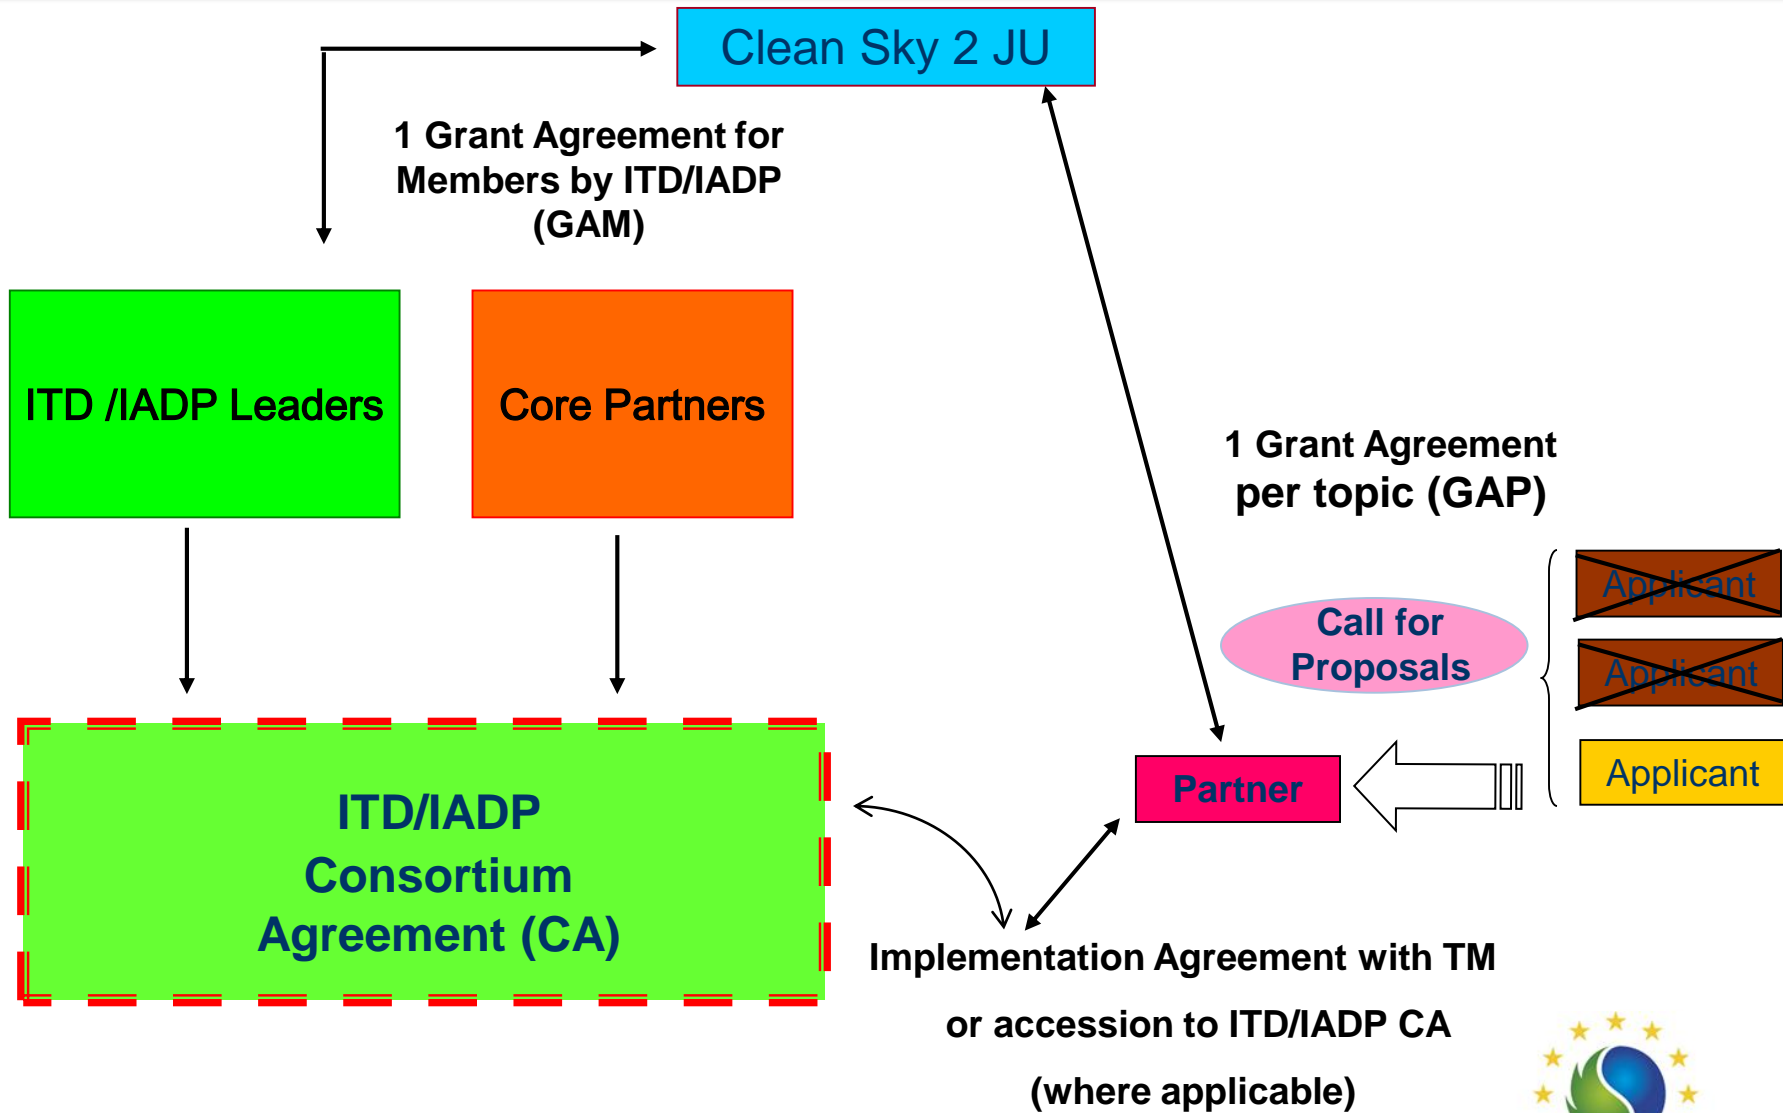 Clean Sky 2 JU
1 Grant Agreement for
Members by ITD/IADP
(GAM)
ITD /IADP Leaders
Core Partners
1 Grant Agreement
per topic (GAP)
Applicant
Call for
Proposals
Applicant
Applicant
Partner
ITD/IADP
Consortium
Agreement (CA)
Implementation Agreement with TM
or accession to ITD/IADP CA
(where applicable)